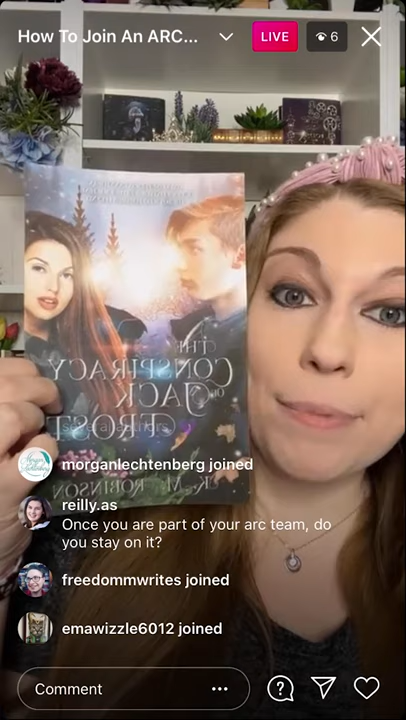 How To Join An ARC...
LIVE
6
THE
CONSPIRACY
OF JACK
FROST
K. M. ROBINSON
morganlechtenberg joined
reilly.as
Once you are part of your arc team, do
you stay on it?
freedommwrites joined
emawizzle6012 joined
Comment